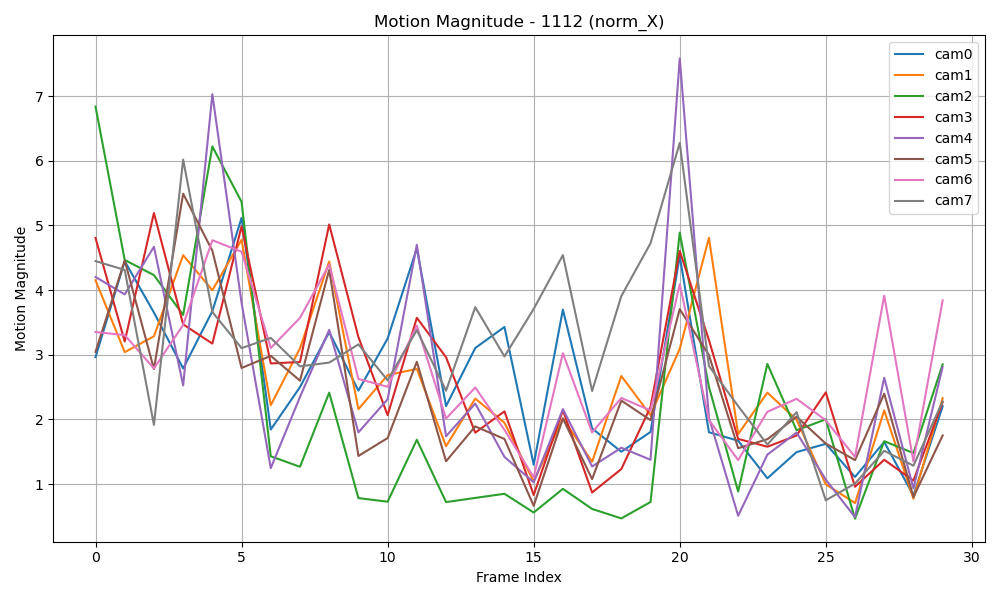 Motion Magnitude - 1112 (norm_X)
cam0
cam1
cam2
cam3
cam4
cam5
cam6
cam7
Motion Magnitude
7
6
5
4
3
2
1
0 5 10 15 20 25 30
Frame Index